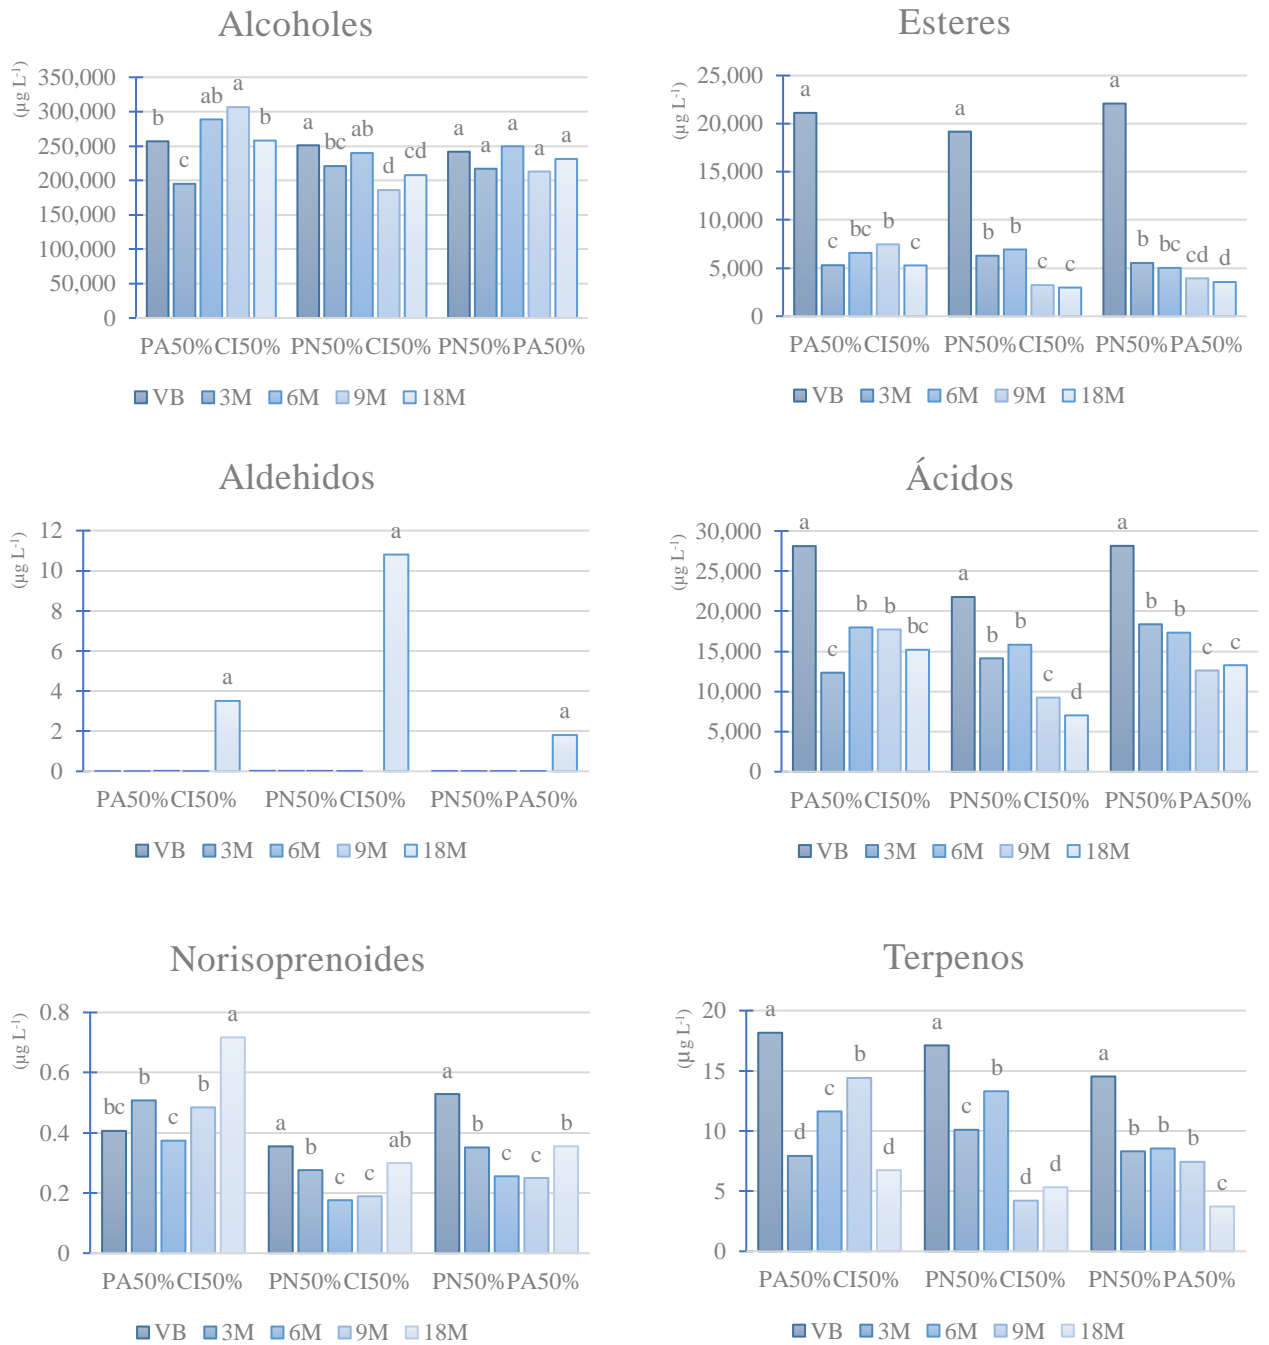 Alcoholes
(µg L⁻¹)
350,000
300,000
250,000
200,000
150,000
100,000
50,000
0
b c ab a b a bc ab d cd a a a a a
PA50%CI50% PN50%CI50% PN50%PA50%
VB 3M 6M 9M 18M
Esteres
(µg L⁻¹)
25,000
20,000
15,000
10,000
5,000
0
a c bc b c a b b c c a b bc cd d
PA50%CI50% PN50%CI50% PN50%PA50%
VB 3M 6M 9M 18M
Aldehidos
(µg L⁻¹)
12
10
8
6
4
2
0
a a a
PA50%CI50% PN50%CI50% PN50%PA50%
VB 3M 6M 9M 18M
Ácidos
(µg L⁻¹)
30,000
25,000
20,000
15,000
10,000
5,000
0
a c b b bc a b b c d a b b c c
PA50%CI50% PN50%CI50% PN50%PA50%
VB 3M 6M 9M 18M
Norisoprenoides
(µg L⁻¹)
0.8
0.6
0.4
0.2
0
bc b c b a a b c c ab a b c c b
PA50%CI50% PN50%CI50% PN50%PA50%
VB 3M 6M 9M 18M
Terpenos
(µg L⁻¹)
20
15
10
5
0
a d c b d a c b d d a b b b c
PA50%CI50% PN50%CI50% PN50%PA50%
VB 3M 6M 9M 18M